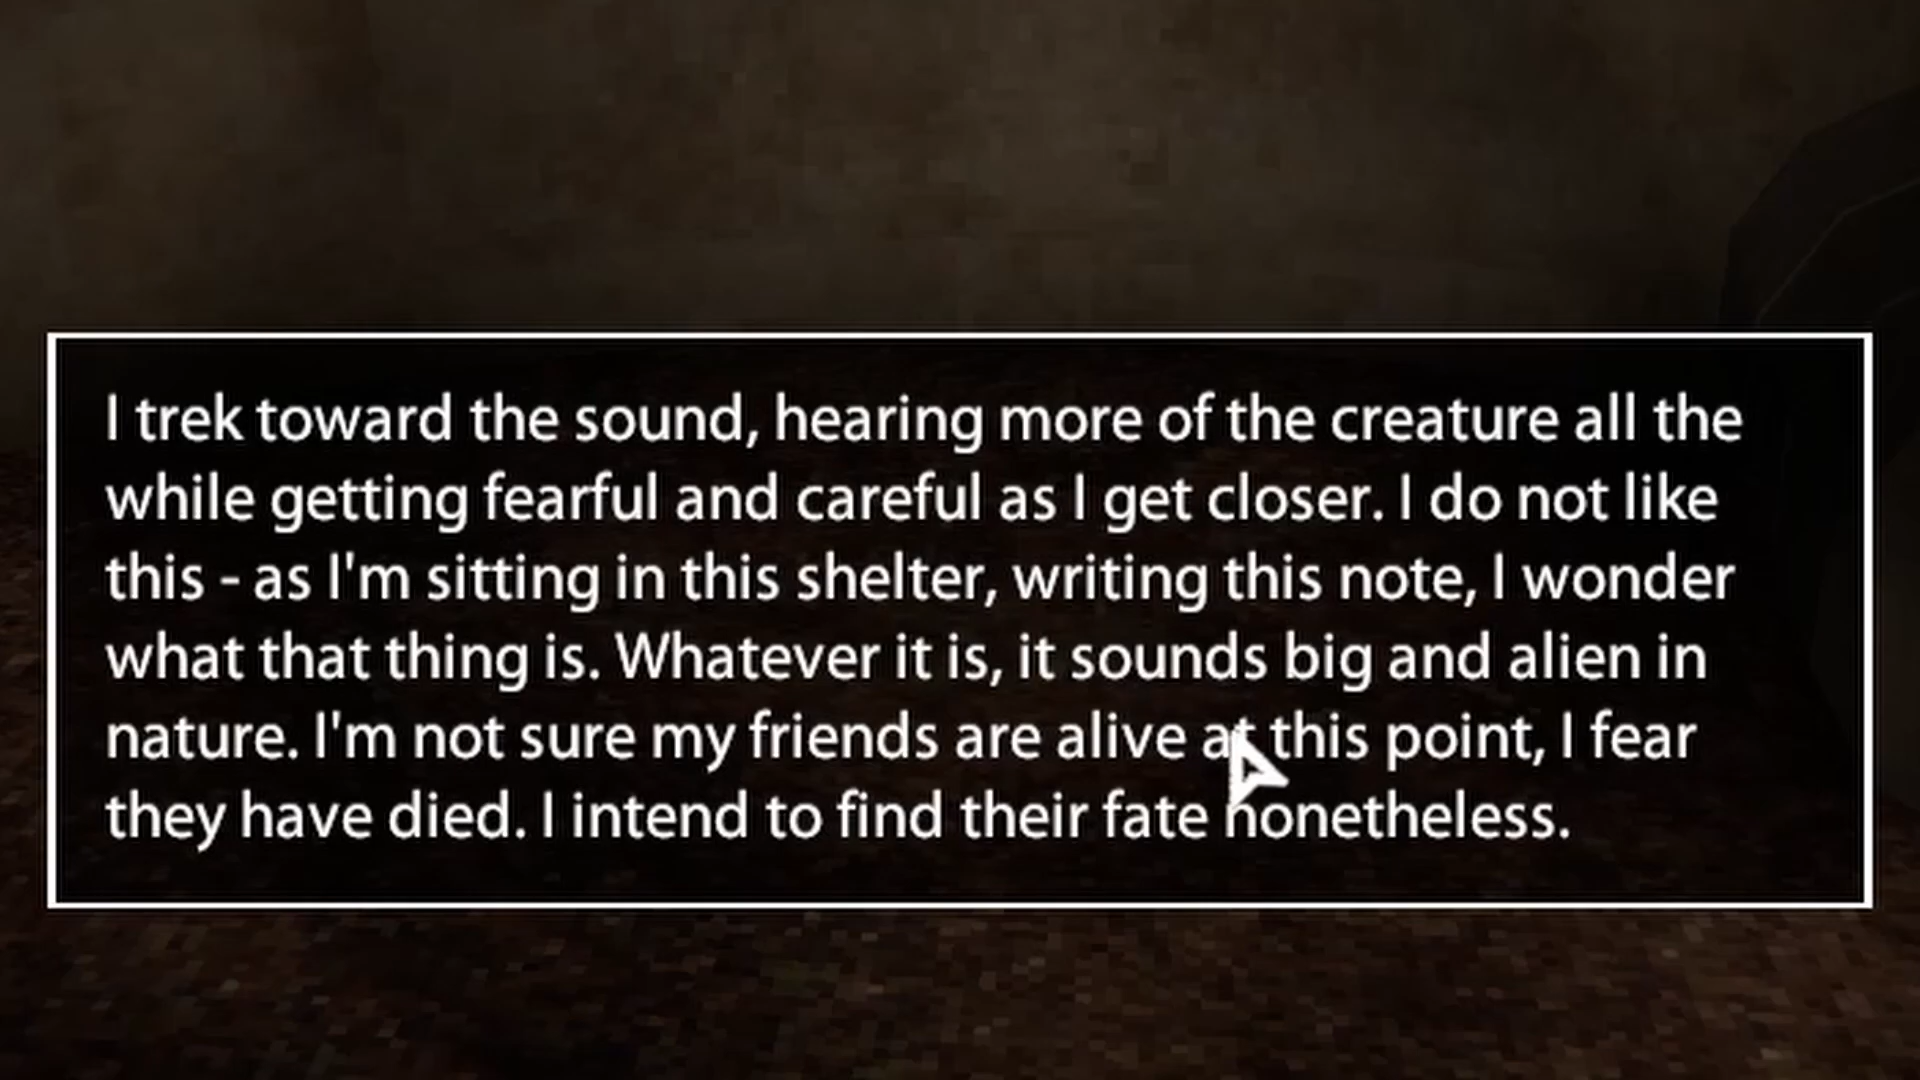 I trek toward the sound, hearing more of the creature all the
while getting fearful and careful as I get closer. I do not like
this - as I'm sitting in this shelter, writing this note, I wonder
what that thing is. Whatever it is, it sounds big and alien in
nature. I'm not sure my friends are alive at this point, I fear
they have died. I intend to find their fate nonetheless.